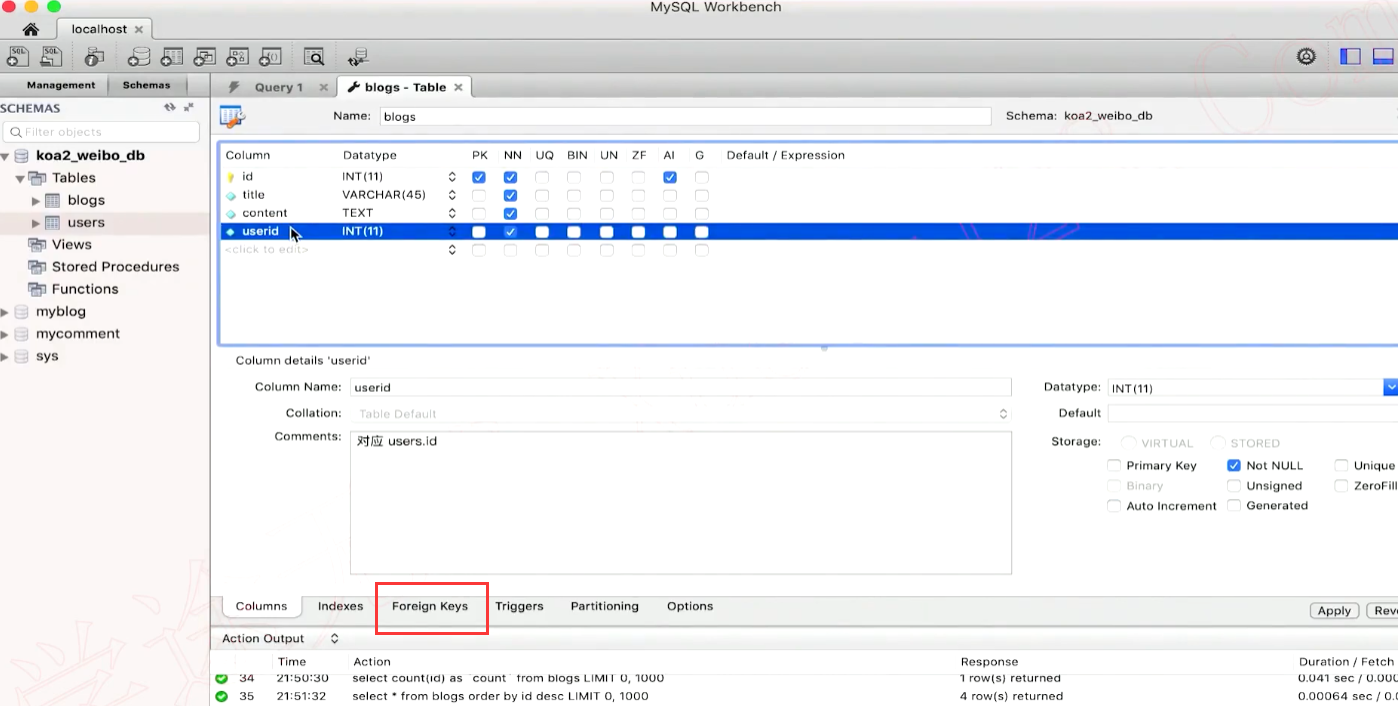 MySQL Workbench
localhost
Management Schemas
Query 1 blogs - Table
SCHEMAS
Filter objects
koa2_weibo_db
Tables
blogs
users
Views
Stored Procedures
Functions
myblog
mycomment
sys
Name: blogs Schema: koa2_weibo_db
Column Datatype PK NN UQ BIN UN ZF AI G Default / Expression
id INT(11)
title VARCHAR(45)
content TEXT
userid INT(11)
<click to edit>
Column details 'userid'
Column Name: userid Datatype: INT(11)
Collation: Table Default Default
Comments: 对应 users.id Storage: VIRTUAL STORED
Primary Key Not NULL Unique
Binary Unsigned ZeroFill
Auto Increment Generated
Columns Indexes Foreign Keys Triggers Partitioning Options Apply Reve
Action Output
Time Action Response Duration / Fetch
34 21:50:30 select count(id) as `count` from blogs LIMIT 0, 1000 1 row(s) returned 0.041 sec / 0.000
35 21:51:32 select * from blogs order by id desc LIMIT 0, 1000 4 row(s) returned 0.00064 sec / 0.0